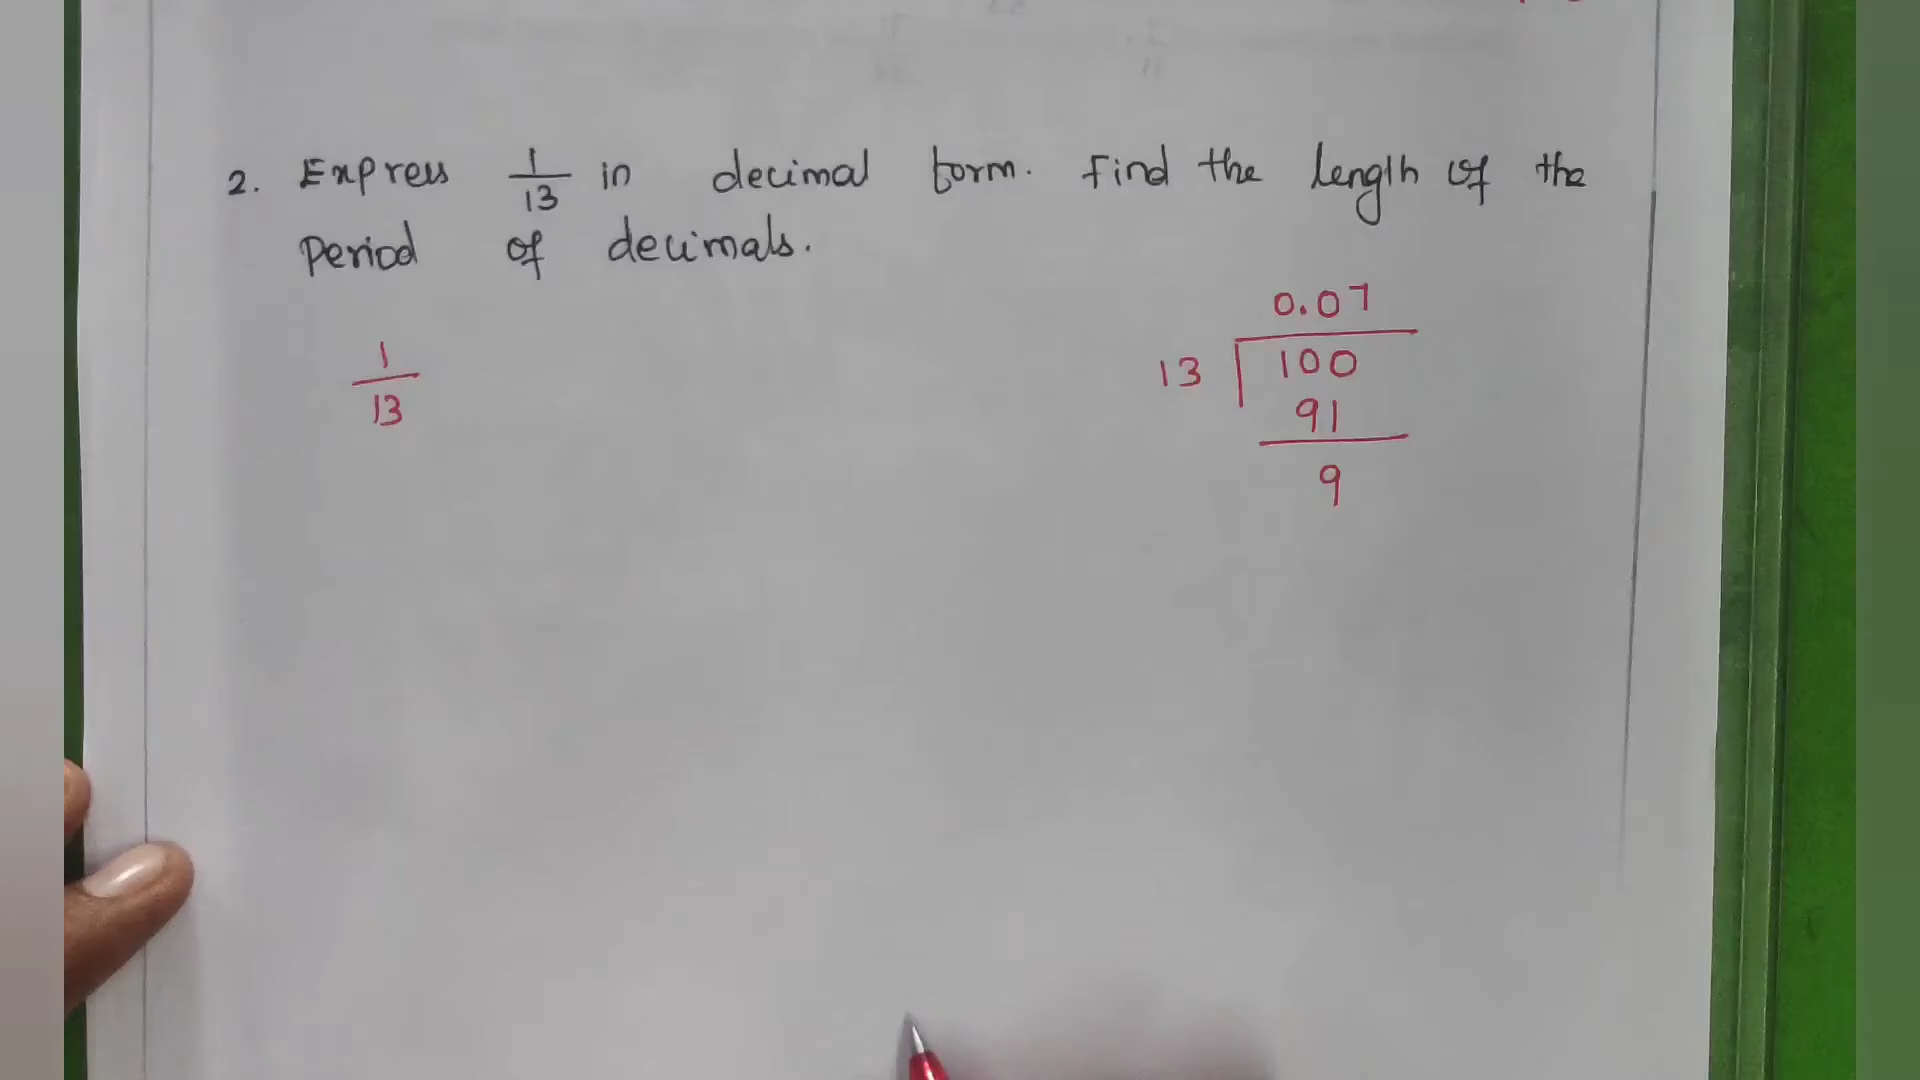 2. Express 1/13 in decimal form. Find the length of the
Period of decimals.
1/13
0.07
13 100
91
9